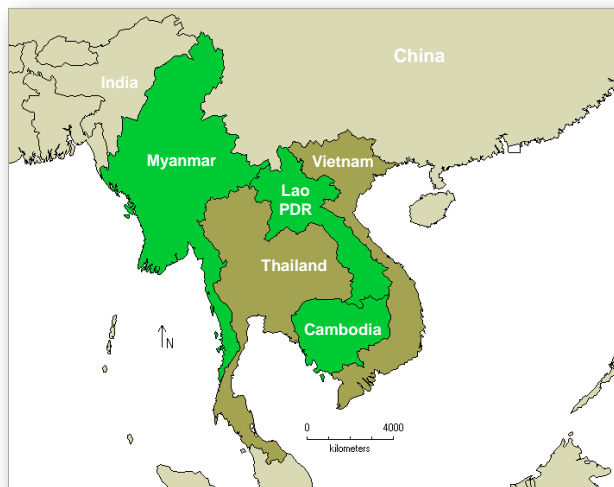 China
India
Myanmar
Vietnam
Lao
PDR
Thailand
Cambodia
N
0 4000
kilometers